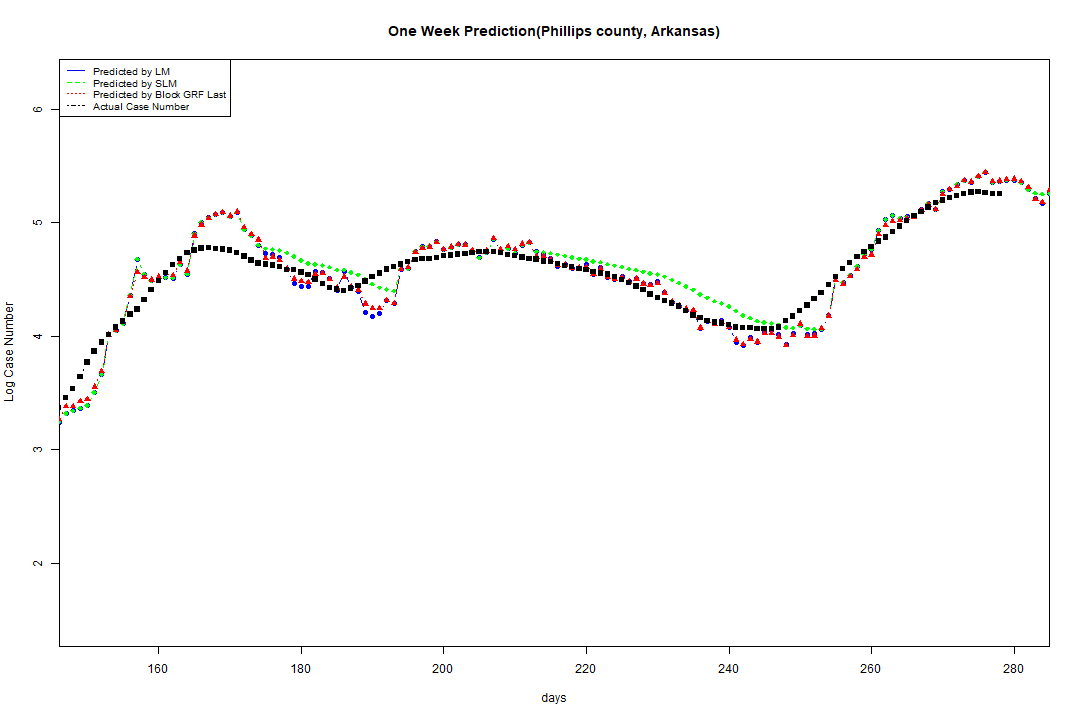 One Week Prediction(Phillips county, Arkansas)
Predicted by LM
Predicted by SLM
Predicted by Block GRF Last
Actual Case Number
6
5
4
3
2
Log Case Number
160 180 200 220 240 260 280
days